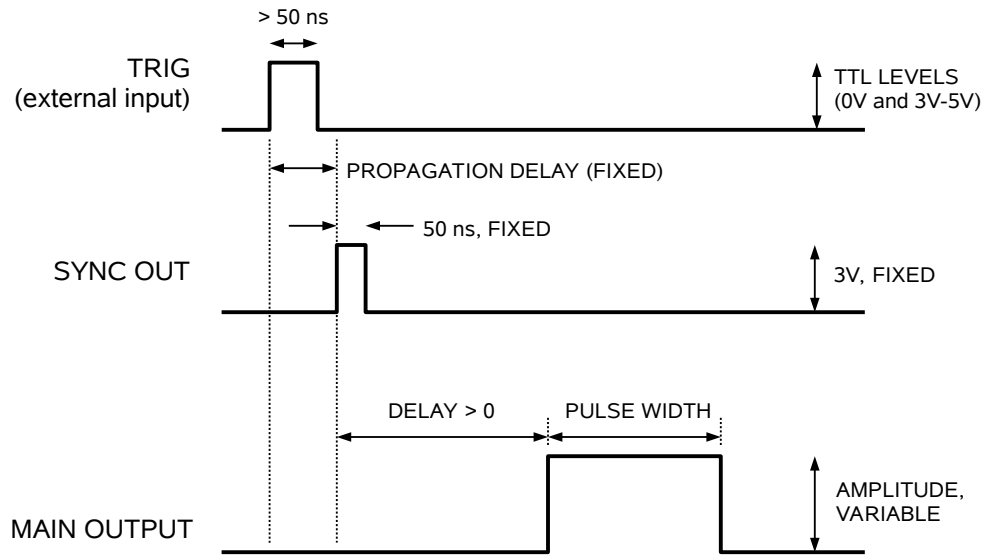 > 50 ns
TRIG
(external input)
TTL LEVELS
(0V and 3V-5V)
PROPAGATION DELAY (FIXED)
50 ns, FIXED
SYNC OUT
3V, FIXED
DELAY > 0
PULSE WIDTH
AMPLITUDE,
VARIABLE
MAIN OUTPUT